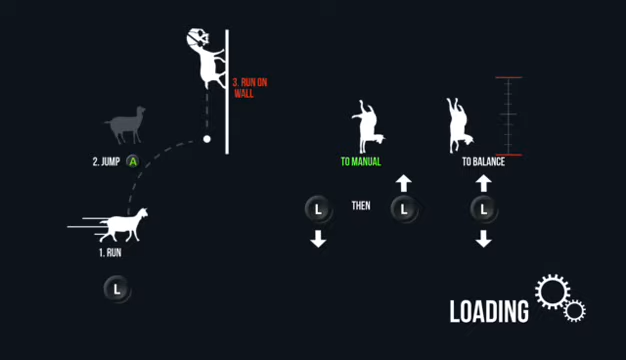 3. RUN ON
WALL
2. JUMP A
TO MANUAL
TO BALANCE
L THEN L L
1. RUN
L
LOADING